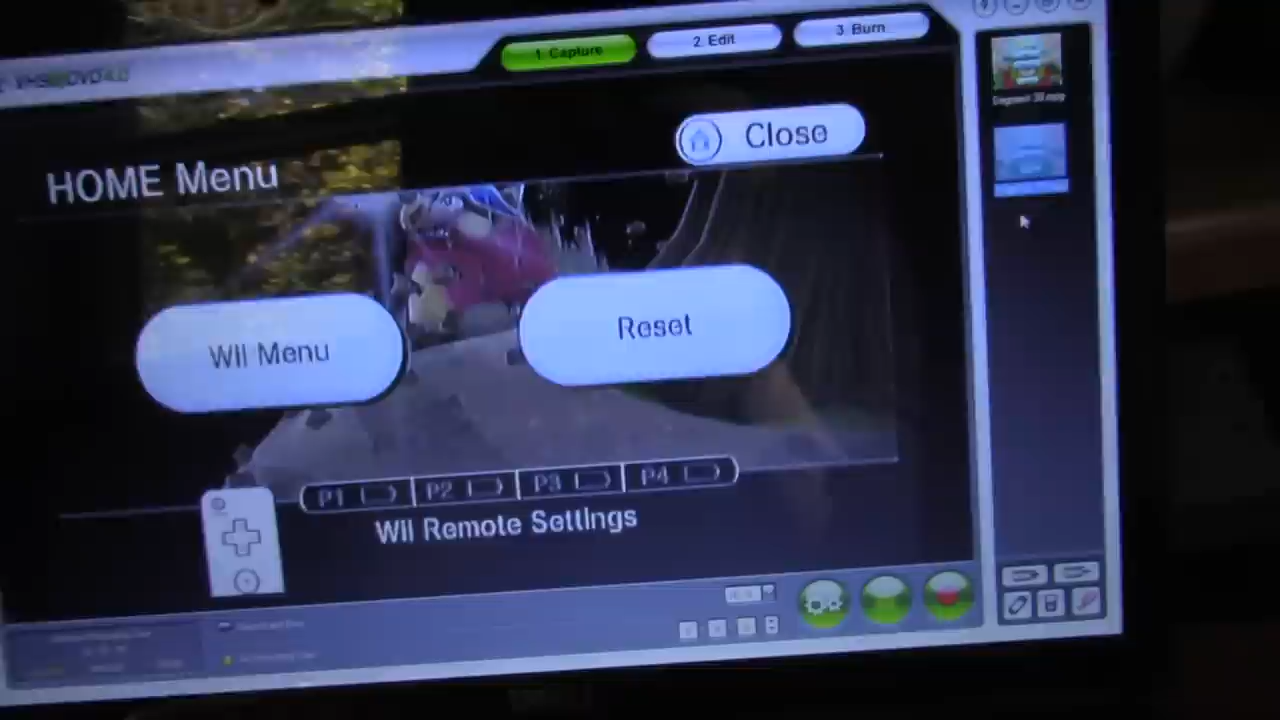 1. Capture
2. Edit
3. Burn
HOME Menu
Close
Wii Menu
Reset
P1
P2
P3
P4
Wii Remote Settings